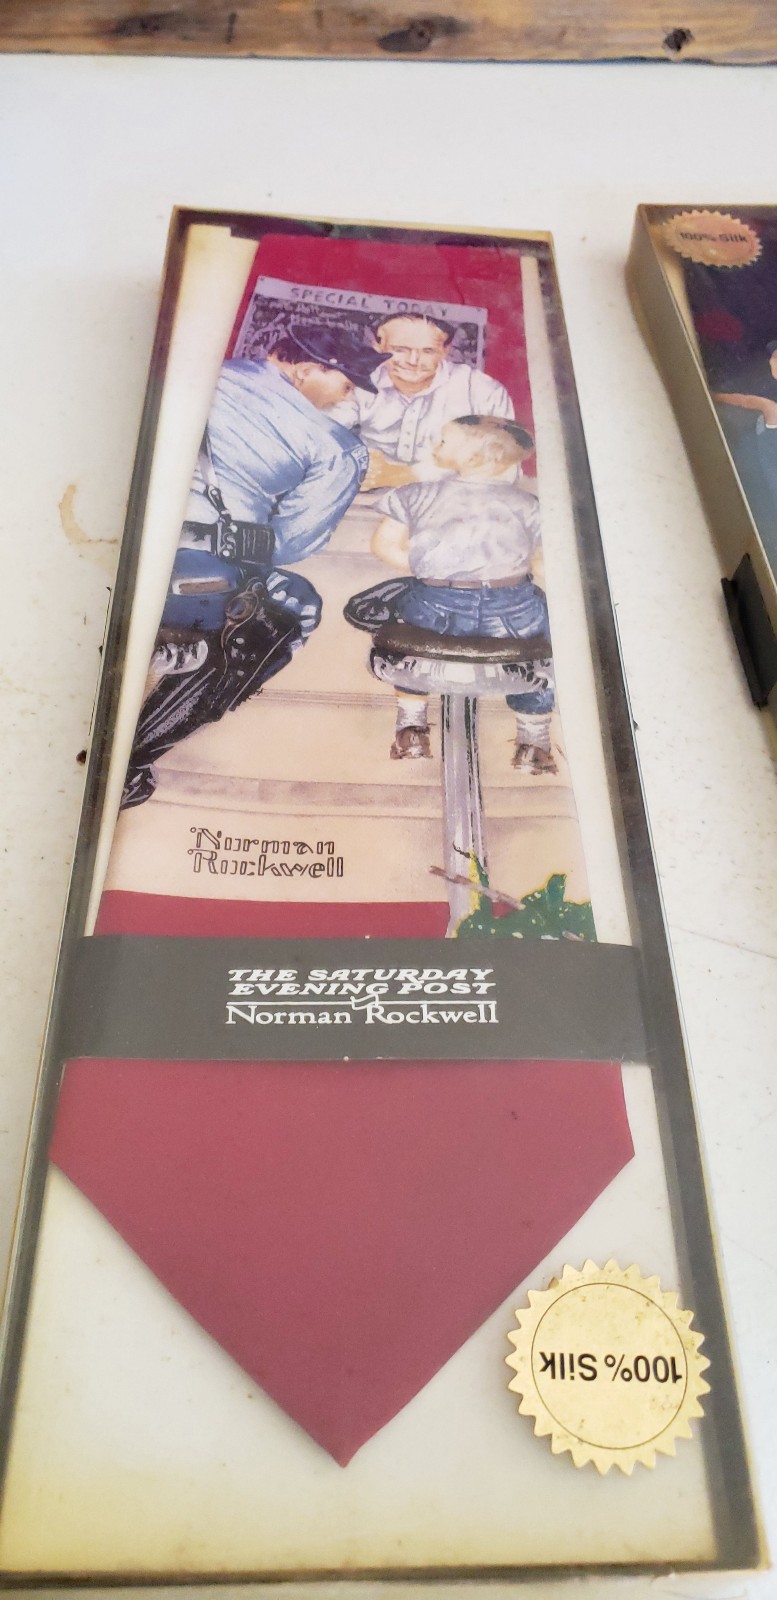 100% Silk
SPECIAL TODAY
Norman
Rockwell
THE SATURDAY
EVENING POST
Norman Rockwell
100% Silk